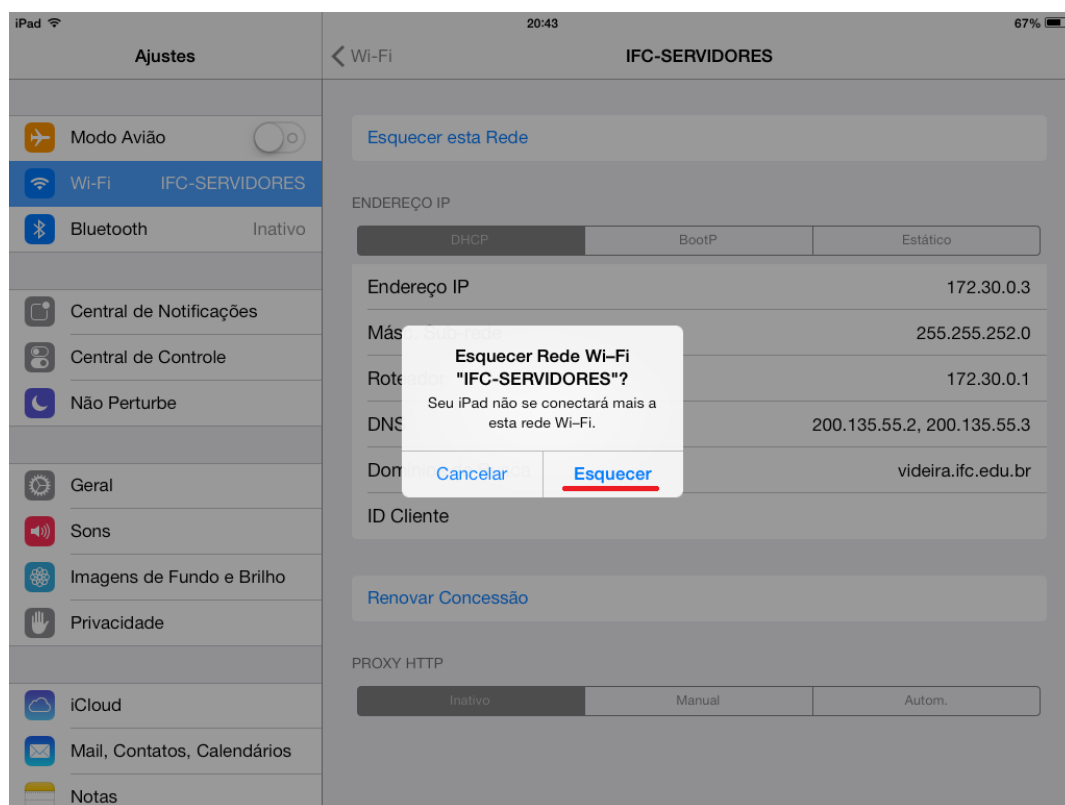 iPad
20:43
67%
Ajustes
Wi-Fi
IFC-SERVIDORES
Modo Avião
Wi-Fi IFC-SERVIDORES
Bluetooth Inativo
Central de Notificações
Central de Controle
Não Perturbe
Geral
Sons
Imagens de Fundo e Brilho
Privacidade
iCloud
Mail, Contatos, Calendários
Notas
Esquecer esta Rede
ENDEREÇO IP
DHCP BootP Estático
Endereço IP 172.30.0.3
Másc. Sub-rede 255.255.252.0
Roteador 172.30.0.1
DNS 200.135.55.2, 200.135.55.3
videira.ifc.edu.br
ID Cliente
Renovar Concessão
PROXY HTTP
Inativo Manual Autom.
Esquecer Rede Wi–Fi
"IFC-SERVIDORES"?
Seu iPad não se conectará mais a
esta rede Wi–Fi.
Cancelar Esquecer